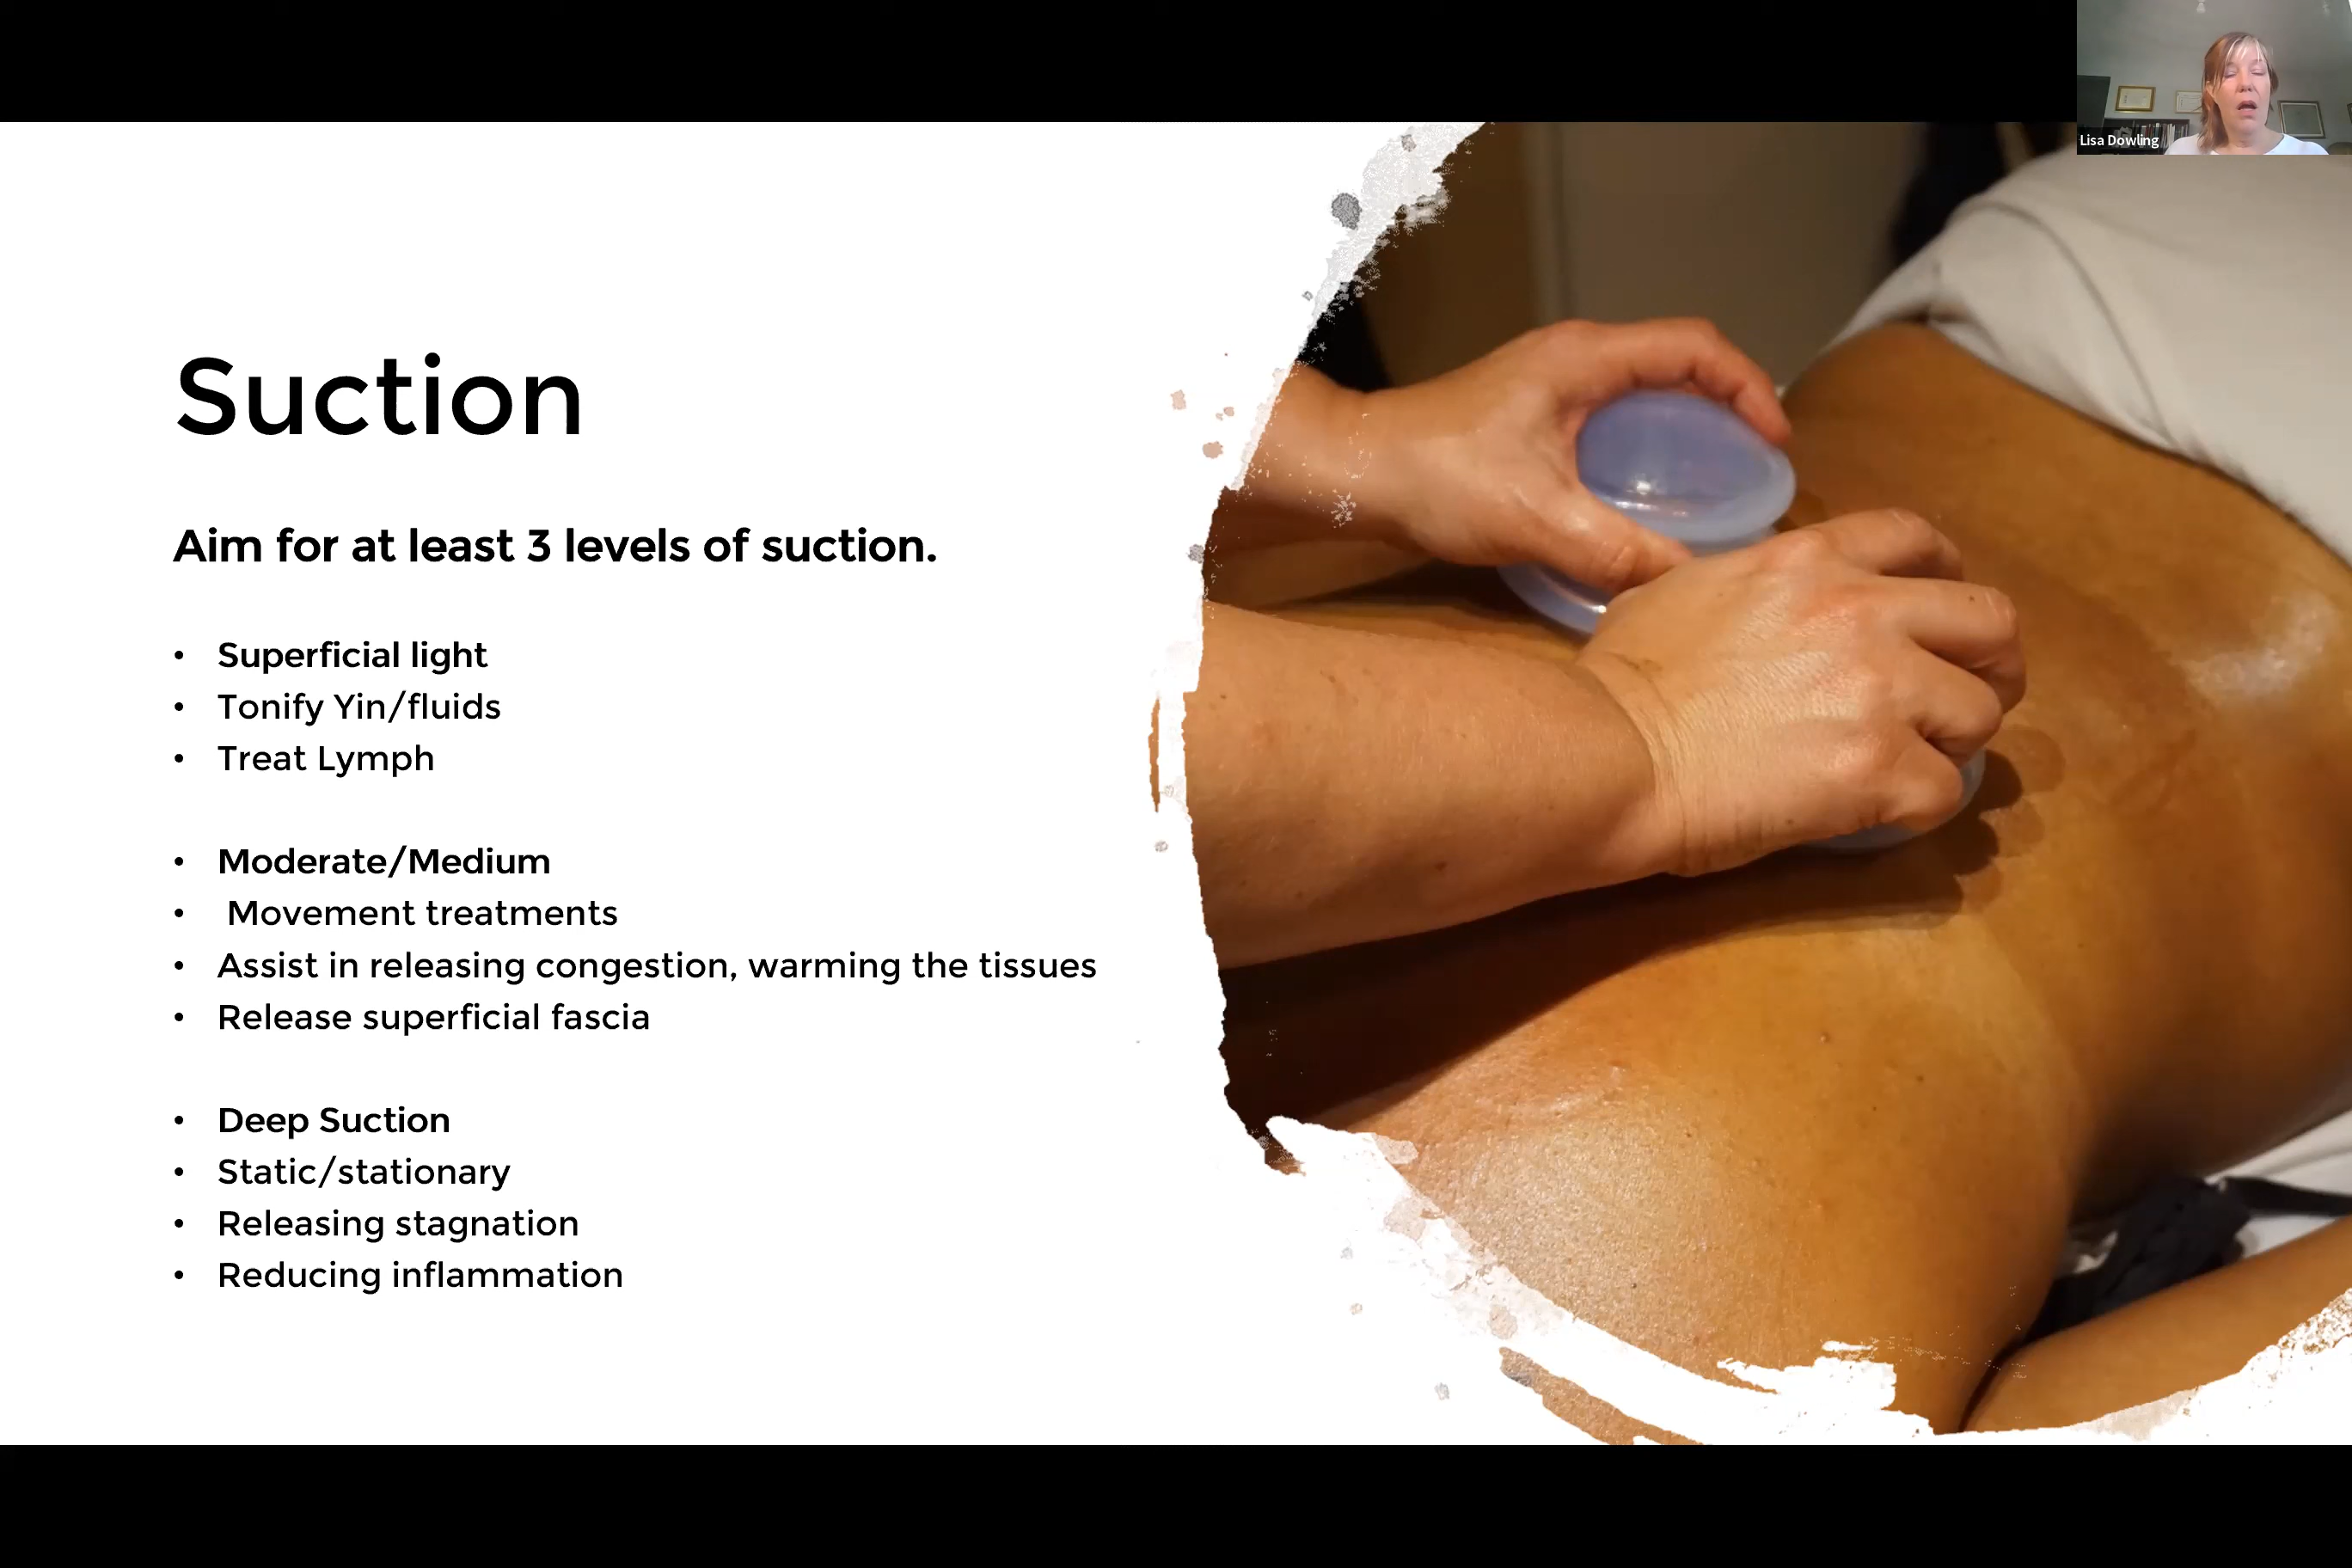 Lisa Dowling
Suction
Aim for at least 3 levels of suction.
• Superficial light
• Tonify Yin/fluids
• Treat Lymph
• Moderate/Medium
• Movement treatments
• Assist in releasing congestion, warming the tissues
• Release superficial fascia
• Deep Suction
• Static/stationary
• Releasing stagnation
• Reducing inflammation